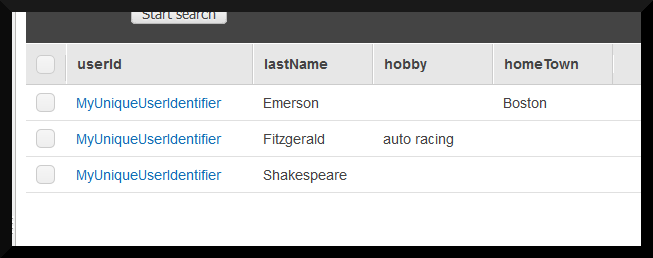 Start search
userId lastName hobby homeTown
MyUniqueUserIdentifier Emerson Boston
MyUniqueUserIdentifier Fitzgerald auto racing
MyUniqueUserIdentifier Shakespeare